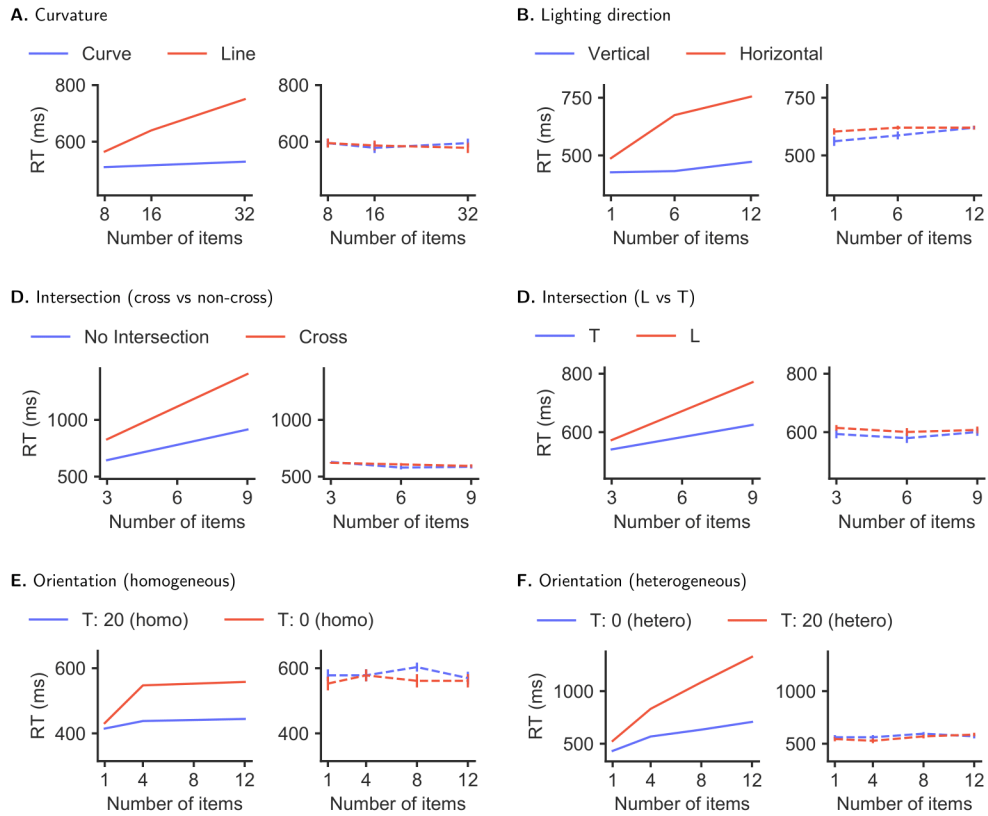 A. Curvature
Curve Line
800
600
RT (ms)
8 16 32
Number of items
800
600
8 16 32
Number of items
B. Lighting direction
Vertical Horizontal
750
500
RT (ms)
1 6 12
Number of items
750
500
1 6 12
Number of items
D. Intersection (cross vs non-cross)
No Intersection Cross
1000
500
RT (ms)
3 6 9
Number of items
1000
500
3 6 9
Number of items
D. Intersection (L vs T)
T L
800
600
RT (ms)
3 6 9
Number of items
800
600
3 6 9
Number of items
E. Orientation (homogeneous)
T: 20 (homo) T: 0 (homo)
600
400
RT (ms)
1 4 8 12
Number of items
600
400
1 4 8 12
Number of items
F. Orientation (heterogeneous)
T: 0 (hetero) T: 20 (hetero)
1000
500
RT (ms)
1 4 8 12
Number of items
1000
500
1 4 8 12
Number of items